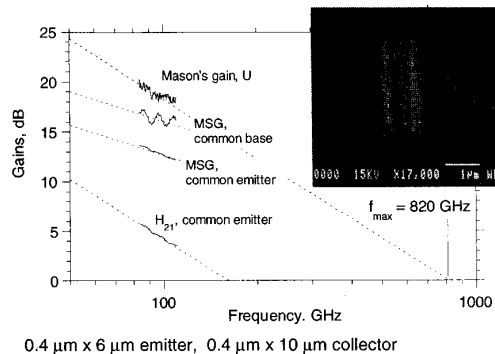 25
20
15
10
5
0
Gains, dB
Mason's gain, U
MSG,
common base
MSG,
common emitter
H21, common emitter
0000 15KV X17,000 1µm
fmax = 820 GHz
100
1000
Frequency. GHz
0.4 µm x 6 µm emitter, 0.4 µm x 10 µm collector